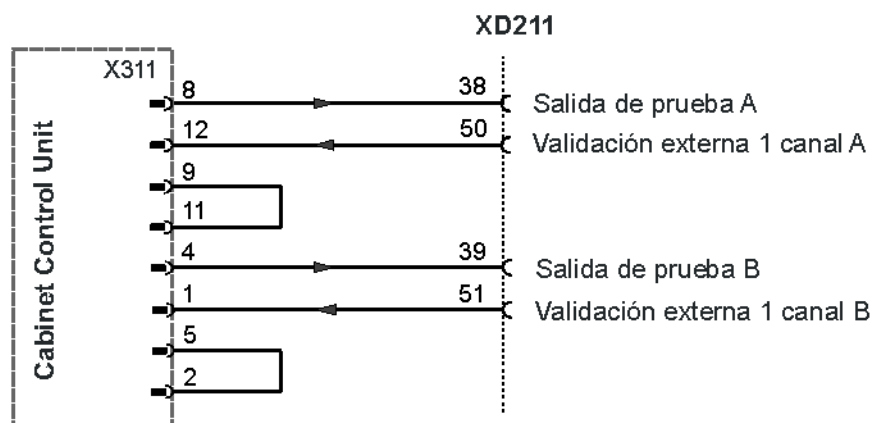 XD211
X311
8 38 Salida de prueba A
12 50 Validación externa 1 canal A
9
11
4 39 Salida de prueba B
1 51 Validación externa 1 canal B
5
2
Cabinet Control Unit